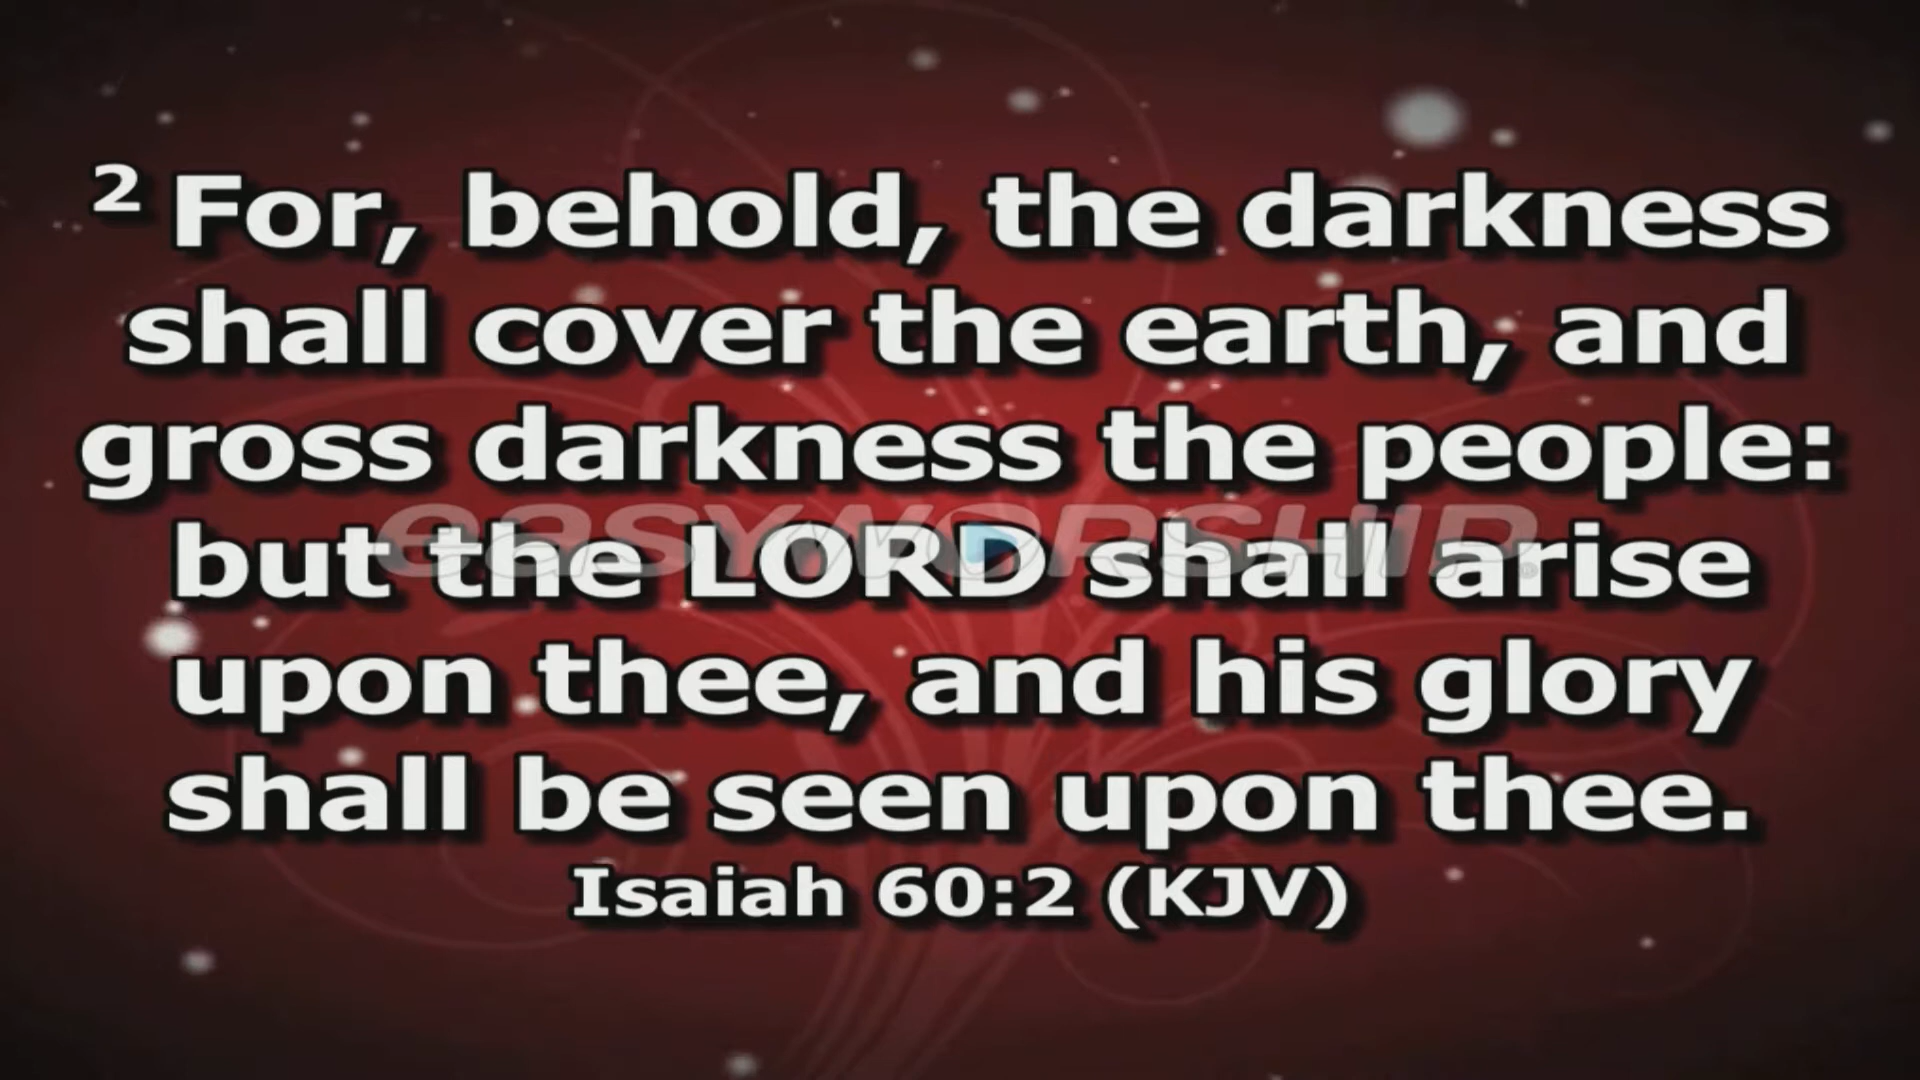 2 For, behold, the darkness
shall cover the earth, and
gross darkness the people:
easyworship®
but the LORD shall arise
upon thee, and his glory
shall be seen upon thee.
Isaiah 60:2 (KJV)